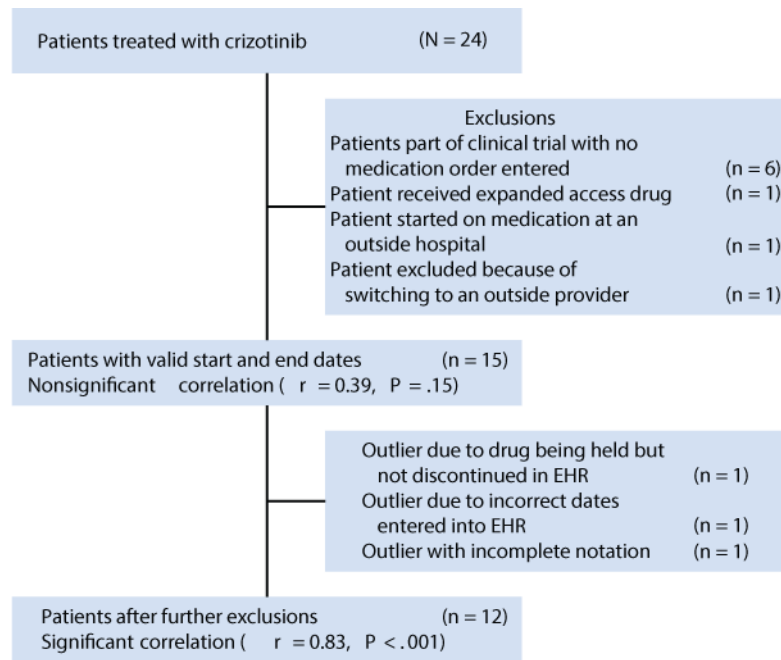 Patients treated with crizotinib (N = 24)
Exclusions
Patients part of clinical trial with no
medication order entered (n = 6)
Patient received expanded access drug (n = 1)
Patient started on medication at an
outside hospital (n = 1)
Patient excluded because of
switching to an outside provider (n = 1)
Patients with valid start and end dates (n = 15)
Nonsignificant correlation ( r = 0.39, P = .15)
Outlier due to drug being held but
not discontinued in EHR (n = 1)
Outlier due to incorrect dates
entered into EHR (n = 1)
Outlier with incomplete notation (n = 1)
Patients after further exclusions (n = 12)
Significant correlation ( r = 0.83, P < .001)